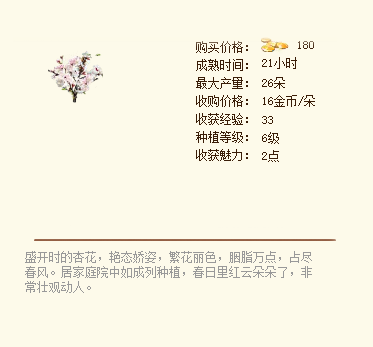 购买价格: 180
成熟时间: 21小时
最大产量: 26朵
收购价格: 16金币/朵
收获经验: 33
种植等级: 6级
收获魅力: 2点
盛开时的杏花，艳态娇姿，繁花丽色，胭脂万点，占尽
春风。居家庭院中如成列种植，春日里红云朵朵了，非
常壮观动人。